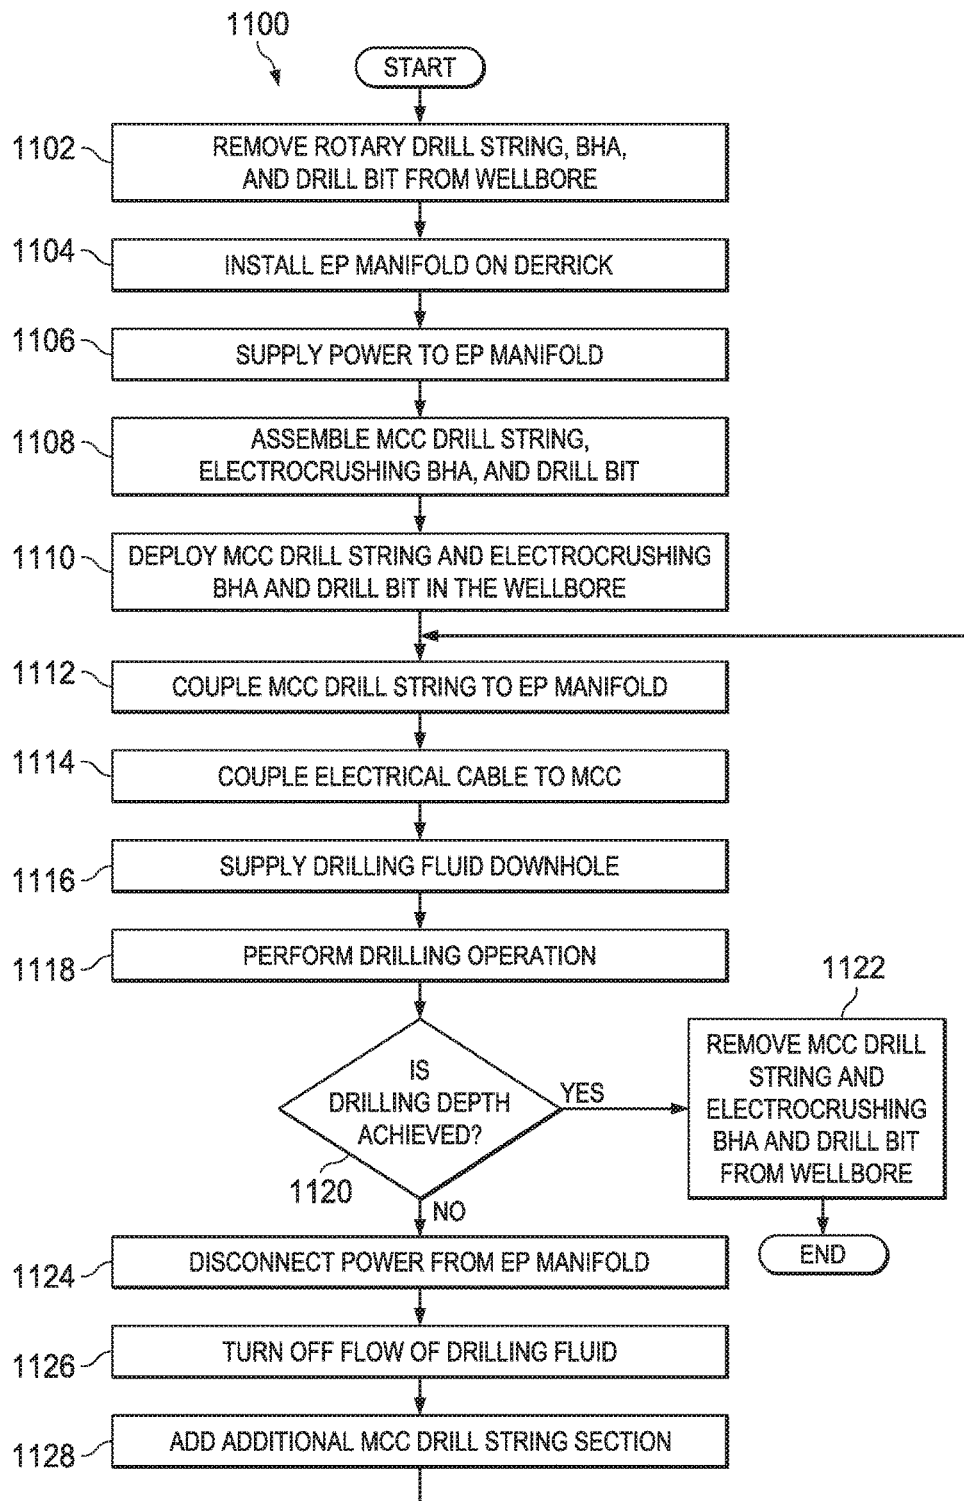 1100
START
1102
REMOVE ROTARY DRILL STRING, BHA,
AND DRILL BIT FROM WELLBORE
1104
INSTALL EP MANIFOLD ON DERRICK
1106
SUPPLY POWER TO EP MANIFOLD
1108
ASSEMBLE MCC DRILL STRING,
ELECTROCRUSHING BHA, AND DRILL BIT
1110
DEPLOY MCC DRILL STRING AND ELECTROCRUSHING
BHA AND DRILL BIT IN THE WELLBORE
1112
COUPLE MCC DRILL STRING TO EP MANIFOLD
1114
COUPLE ELECTRICAL CABLE TO MCC
1116
SUPPLY DRILLING FLUID DOWNHOLE
1118
PERFORM DRILLING OPERATION
1120
IS
DRILLING DEPTH
ACHIEVED?
YES
1122
REMOVE MCC DRILL
STRING AND
ELECTROCRUSHING
BHA AND DRILL BIT
FROM WELLBORE
END
NO
1124
DISCONNECT POWER FROM EP MANIFOLD
1126
TURN OFF FLOW OF DRILLING FLUID
1128
ADD ADDITIONAL MCC DRILL STRING SECTION